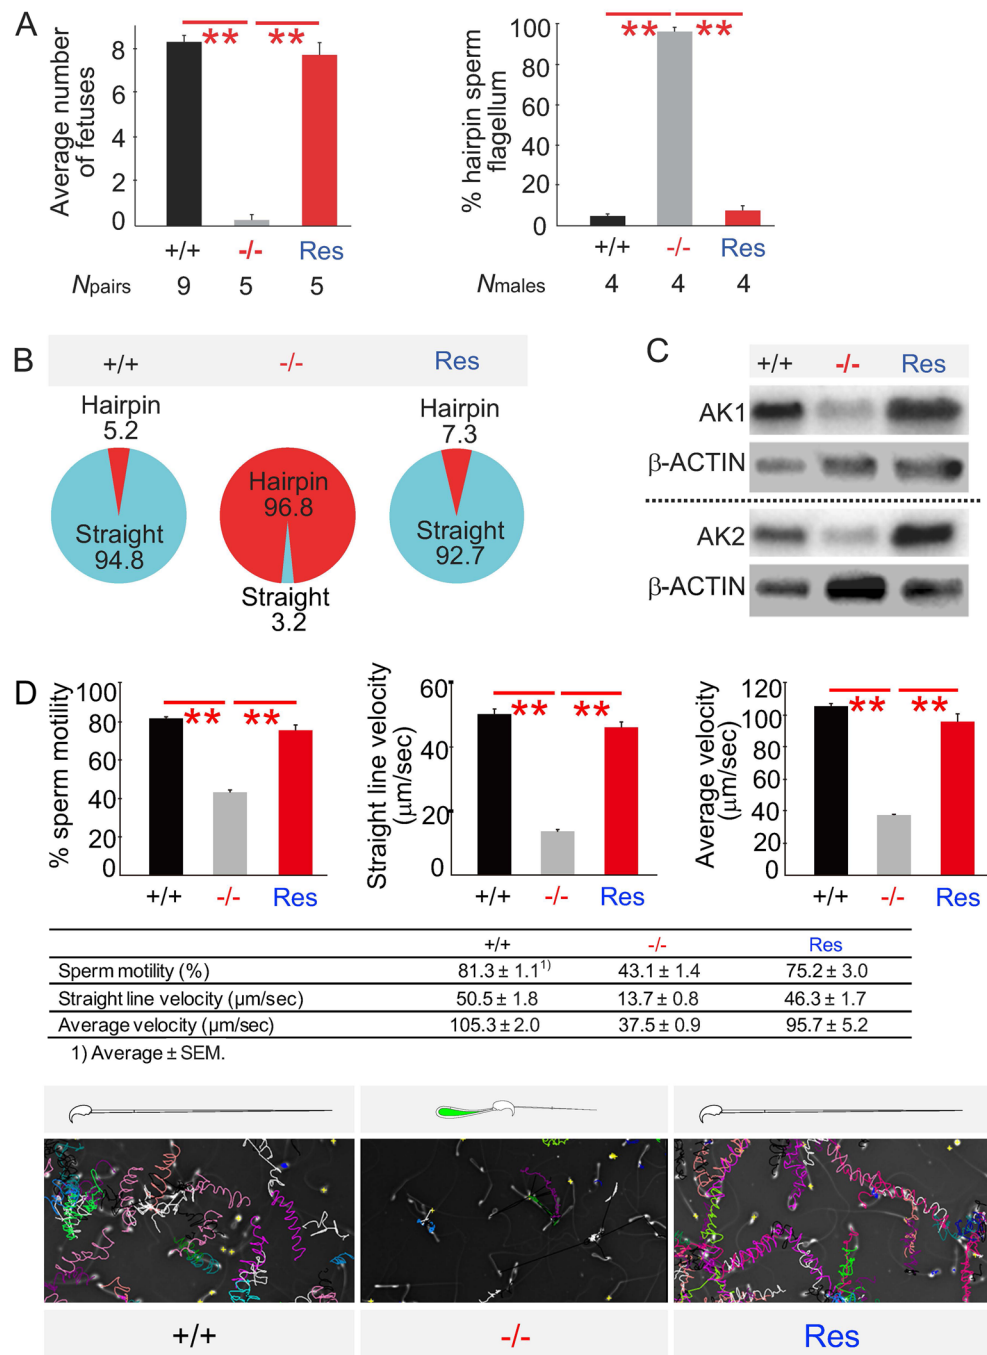 A
Average number
of fetuses
8
6
4
2
0
** **
+/+ -/- Res
Npairs 9 5 5
% hairpin sperm
flagellum
100
80
60
40
20
0
** **
+/+ -/- Res
Nmales 4 4 4
B
+/+ -/- Res
Hairpin
5.2
Straight
94.8
Hairpin
96.8
Straight
3.2
Hairpin
7.3
Straight
92.7
C
+/+ -/- Res
AK1
β-ACTIN
AK2
β-ACTIN
D
% sperm motility
100
80
60
40
20
0
** **
+/+ -/- Res
Straight line velocity
(μm/sec)
60
40
20
0
** **
+/+ -/- Res
Average velocity
(μm/sec)
120
100
80
60
40
20
0
** **
+/+ -/- Res
+/+ -/- Res
Sperm motility (%) 81.3 ± 1.1 1) 43.1 ± 1.4 75.2 ± 3.0
Straight line velocity (μm/sec) 50.5 ± 1.8 13.7 ± 0.8 46.3 ± 1.7
Average velocity (μm/sec) 105.3 ± 2.0 37.5 ± 0.9 95.7 ± 5.2
1) Average ± SEM.
+/+ -/- Res